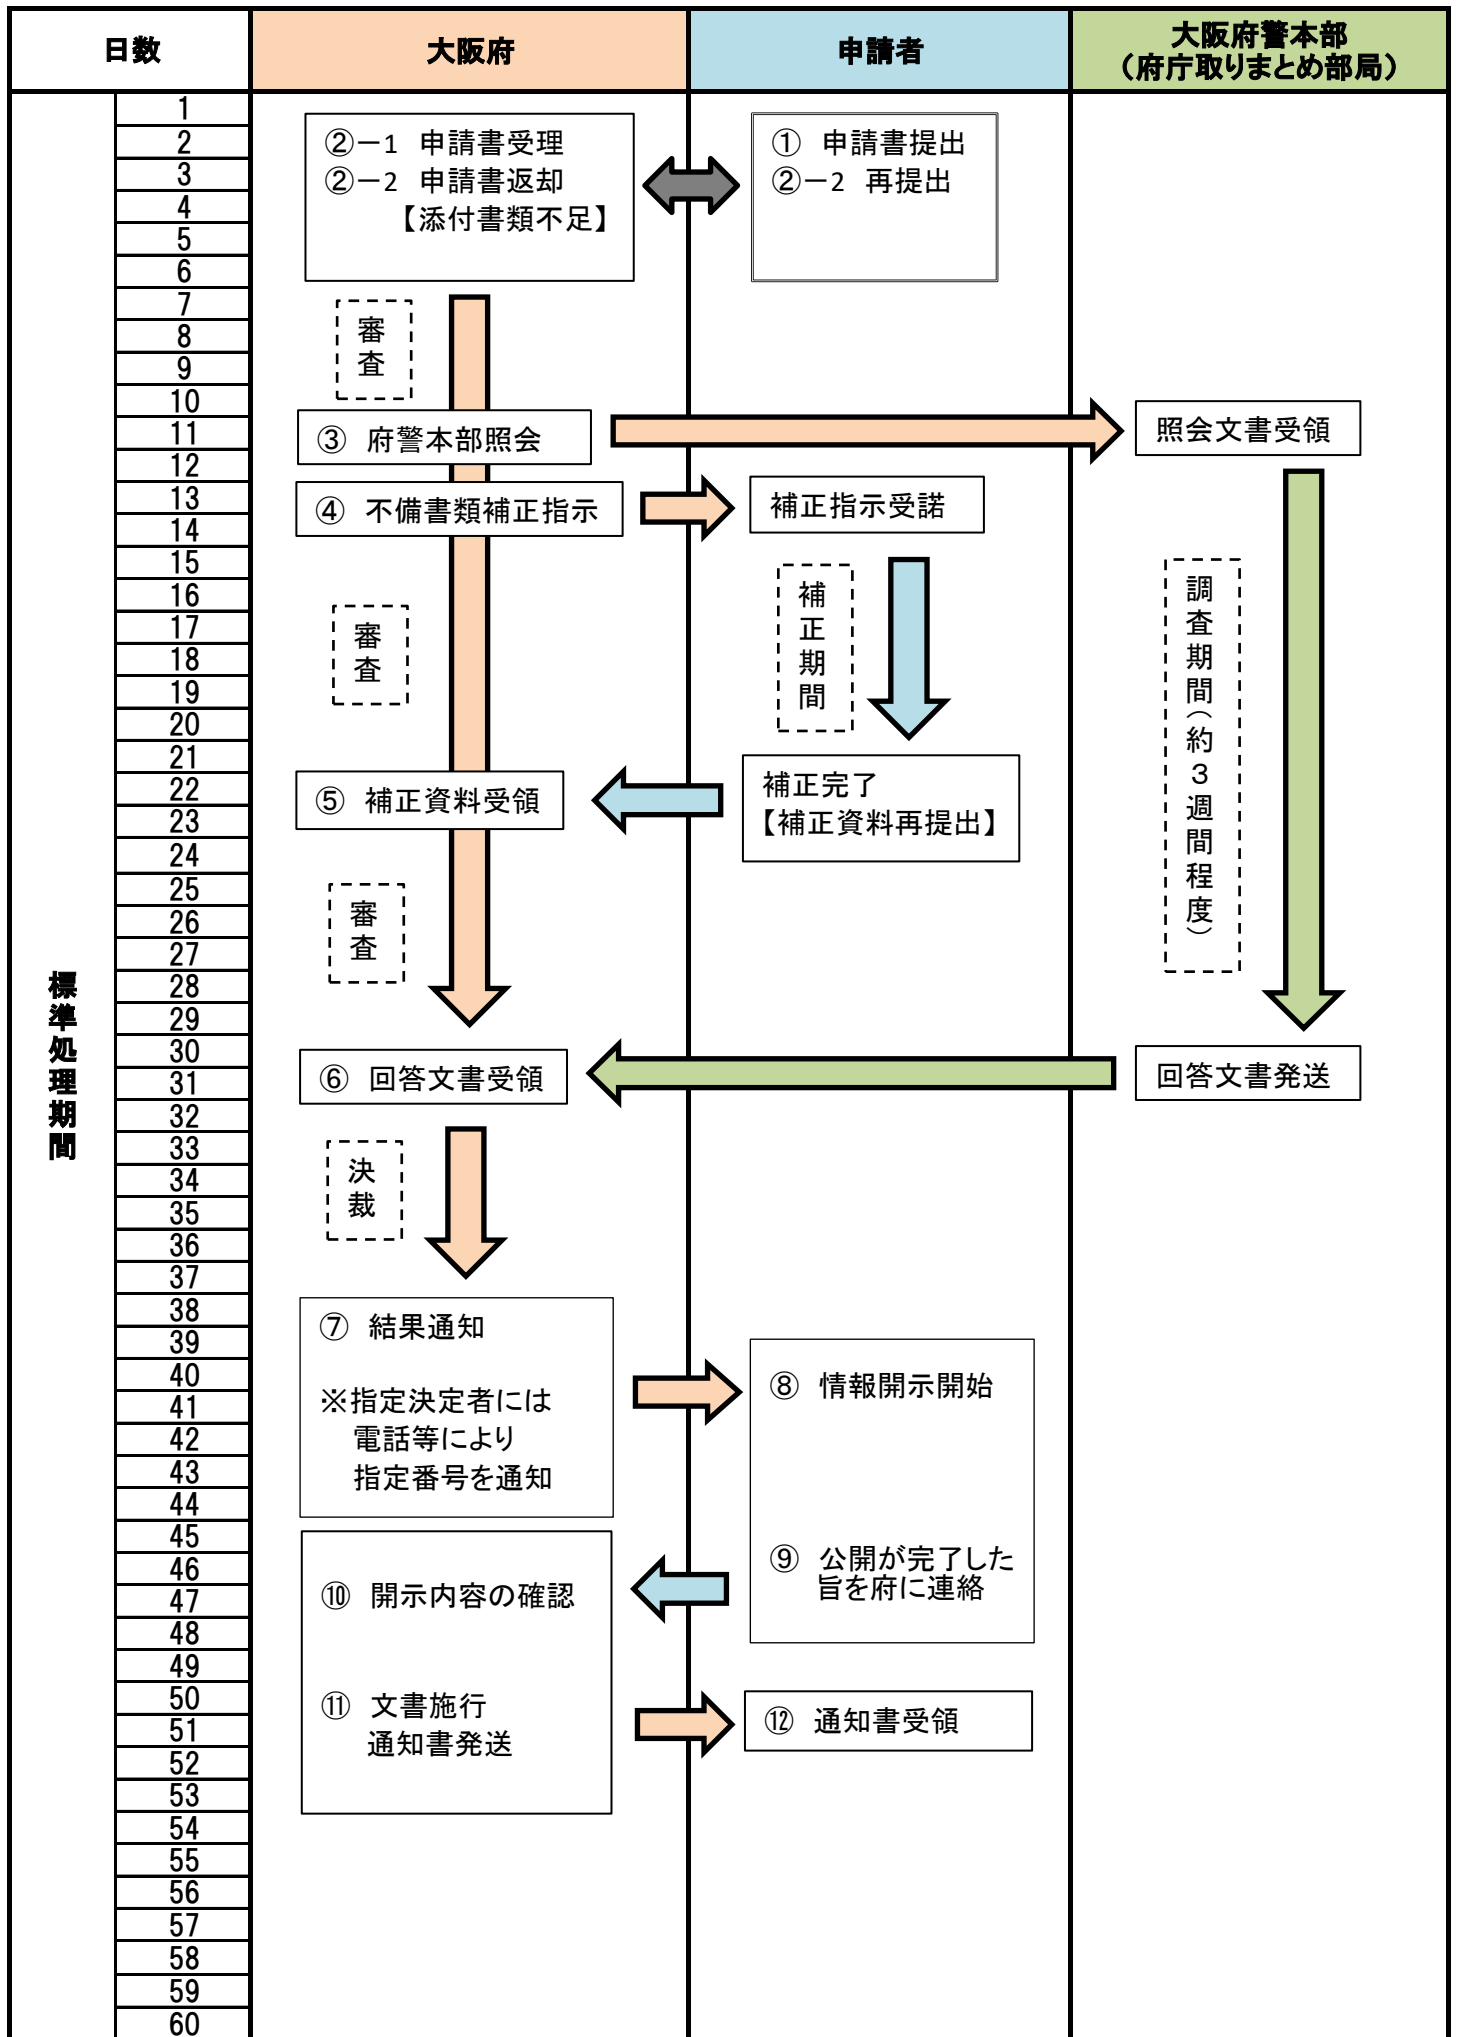 日数
大阪府
申請者
大阪府警本部
（府庁取りまとめ部局）
標準処理期間
1
2
3
4
5
6
7
8
9
10
11
12
13
14
15
16
17
18
19
20
21
22
23
24
25
26
27
28
29
30
31
32
33
34
35
36
37
38
39
40
41
42
43
44
45
46
47
48
49
50
51
52
53
54
55
56
57
58
59
60
②－1 申請書受理
②－2 申請書返却
【添付書類不足】
① 申請書提出
②－2 再提出
審査
③ 府警本部照会
照会文書受領
④ 不備書類補正指示
補正指示受諾
審査
補正期間
調査期間（約３週間程度）
⑤ 補正資料受領
補正完了
【補正資料再提出】
審査
⑥ 回答文書受領
回答文書発送
決裁
⑦ 結果通知
※指定決定者には
電話等により
指定番号を通知
⑧ 情報開示開始
⑨ 公開が完了した
旨を府に連絡
⑩ 開示内容の確認
⑪ 文書施行
通知書発送
⑫ 通知書受領